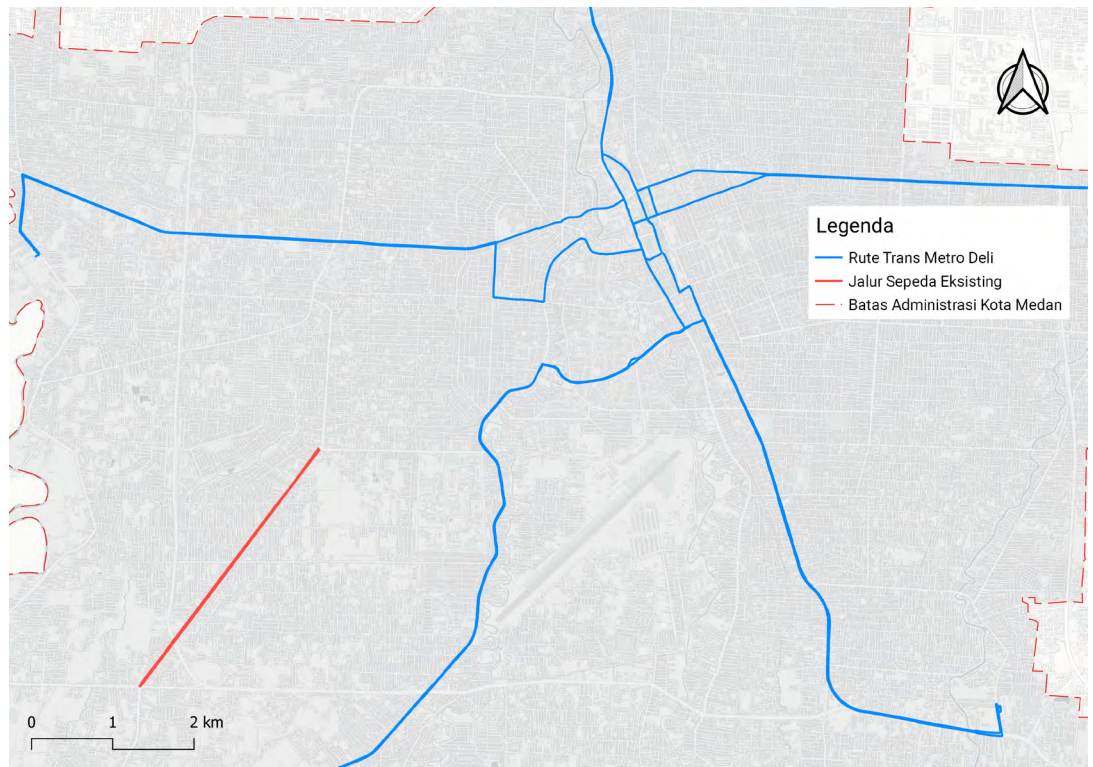 Legenda
Rute Trans Metro Deli
Jalur Sepeda Eksisting
Batas Administrasi Kota Medan
0 1 2 km